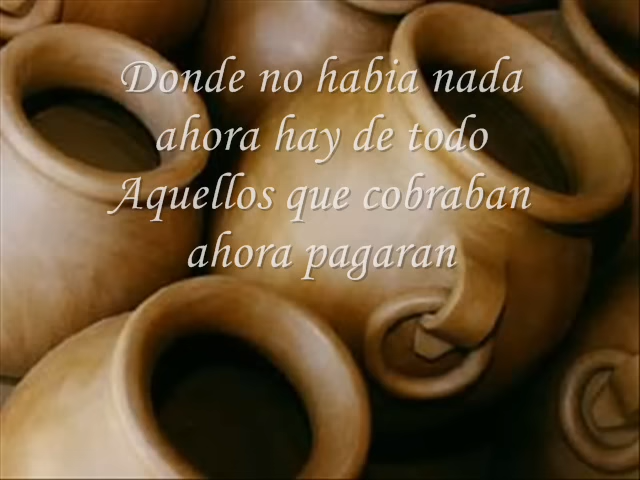 Donde no habia nada
ahora hay de todo
Aquellos que cobraban
ahora pagaran